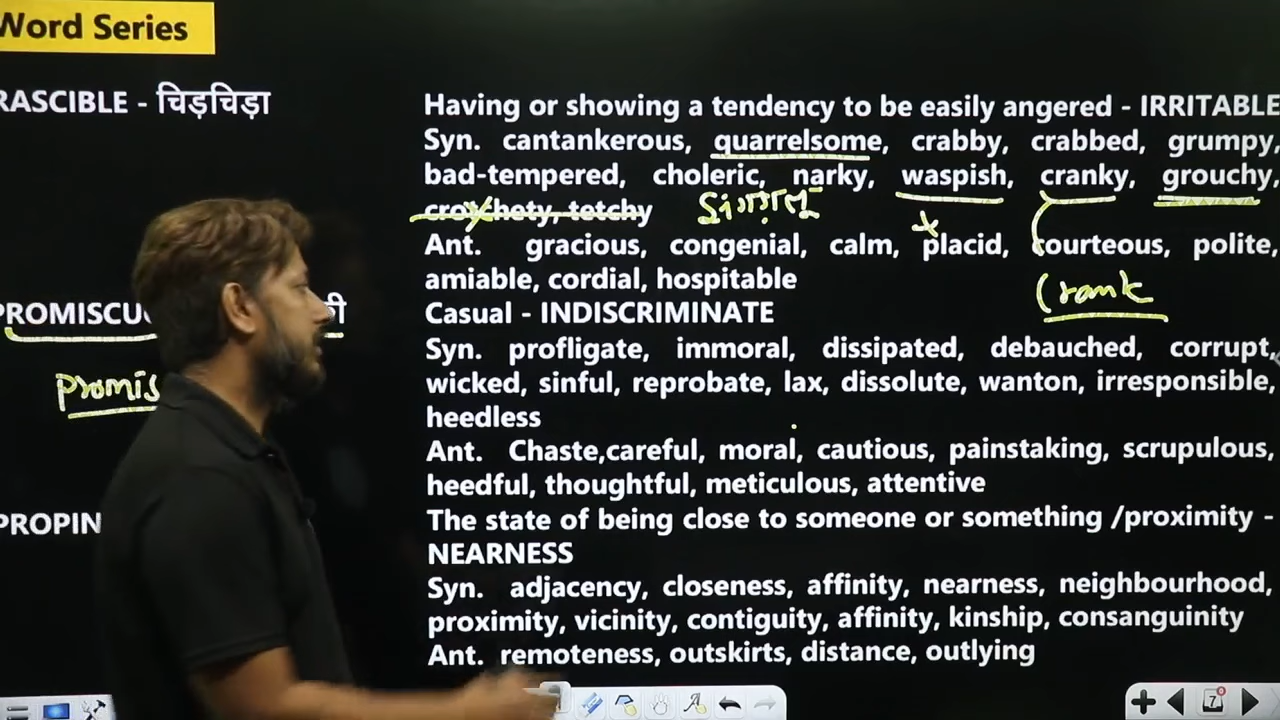 Word Series
RASCIBLE - चिड़चिड़ा
Having or showing a tendency to be easily angered - IRRITABLE
Syn. cantankerous, quarrelsome, crabby, crabbed, grumpy,
bad-tempered, choleric, narky, waspish, cranky, grouchy,
crotchety, tetchy
Ant. gracious, congenial, calm, placid, courteous, polite,
amiable, cordial, hospitable
Crank
PROMISCU
Casual - INDISCRIMINATE
Syn. profligate, immoral, dissipated, debauched, corrupt,
wicked, sinful, reprobate, lax, dissolute, wanton, irresponsible,
heedless
promis
Ant. Chaste,careful, moral, cautious, painstaking, scrupulous,
heedful, thoughtful, meticulous, attentive
PROPIN
The state of being close to someone or something /proximity -
NEARNESS
Syn. adjacency, closeness, affinity, nearness, neighbourhood,
proximity, vicinity, contiguity, affinity, kinship, consanguinity
Ant. remoteness, outskirts, distance, outlying
7